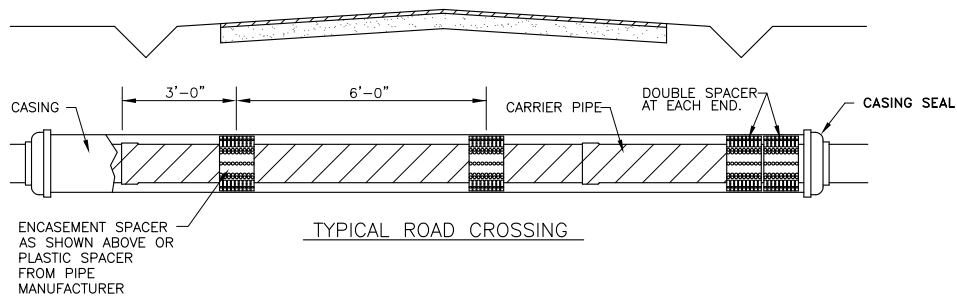 3'-0"
6'-0"
CASING
CARRIER PIPE
DOUBLE SPACER
AT EACH END.
CASING SEAL
ENCASEMENT SPACER
AS SHOWN ABOVE OR
PLASTIC SPACER
FROM PIPE
MANUFACTURER
TYPICAL ROAD CROSSING